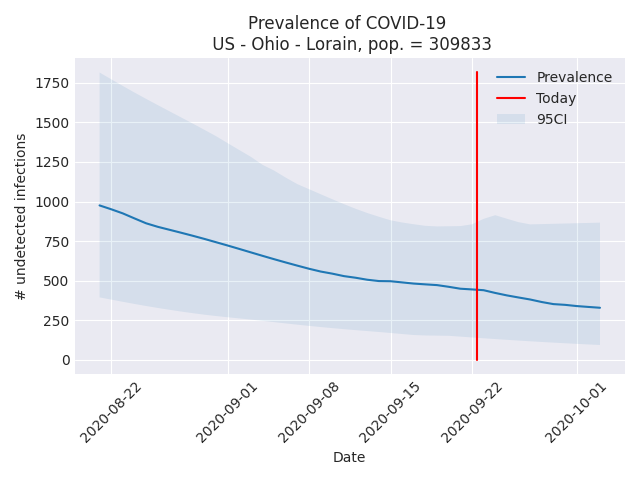 Prevalence of COVID-19
US - Ohio - Lorain, pop. = 309833
Prevalence
Today
95CI
1750
1500
1250
1000
750
500
250
0
# undetected infections
2020-08-22
2020-09-01
2020-09-08
2020-09-15
2020-09-22
2020-10-01
Date